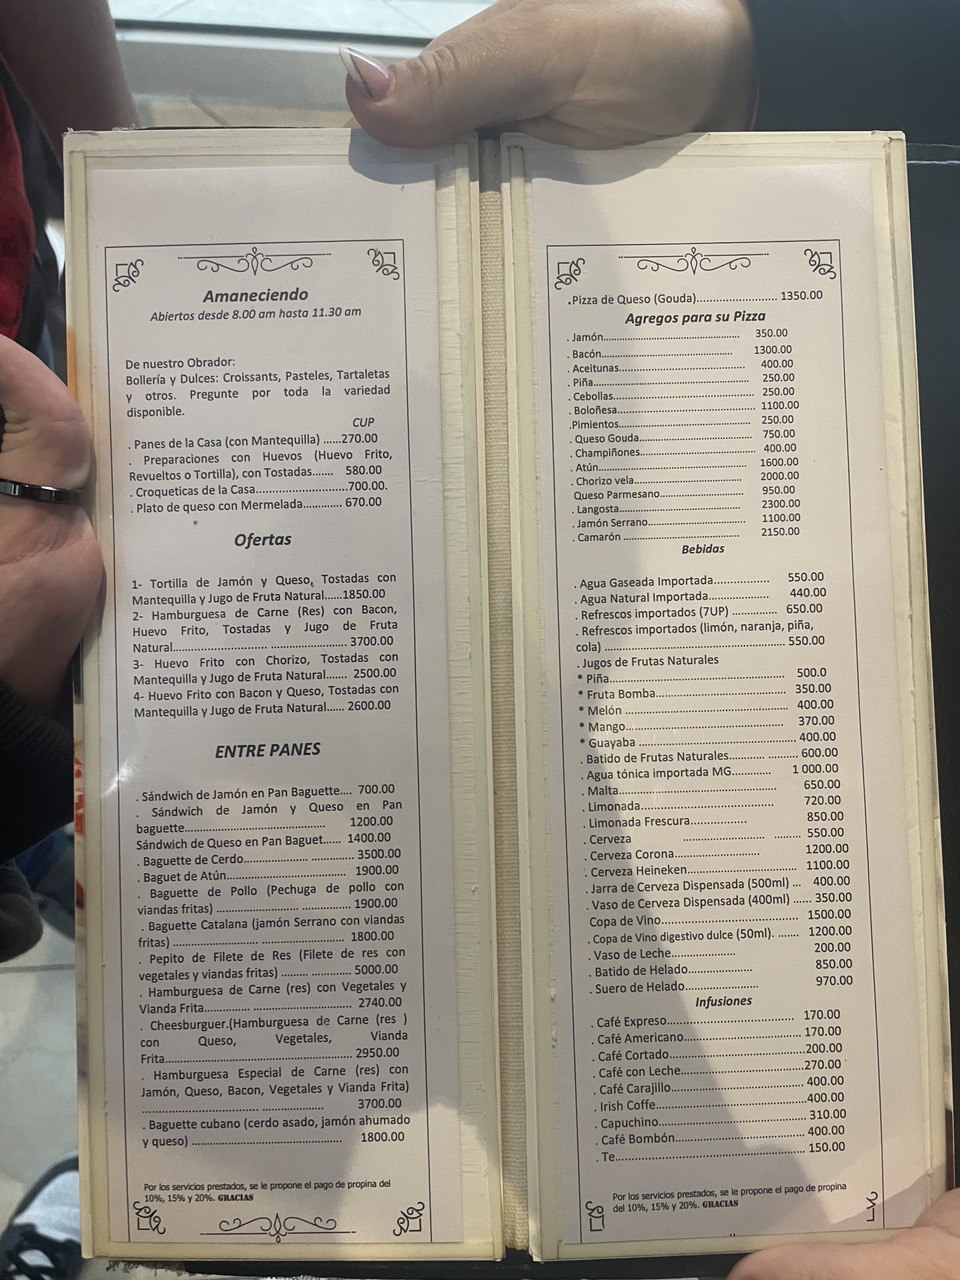 Amaneciendo
Abiertos desde 8.00 am hasta 11.30 am
De nuestro Obrador:
Bollería y Dulces: Croissants, Pasteles, Tartaletas
y otros. Pregunte por toda la variedad
disponible.
CUP
. Panes de la Casa (con Mantequilla) ......270.00
. Preparaciones con Huevos (Huevo Frito,
Revueltos o Tortilla), con Tostadas....... 580.00
. Croqueticas de la Casa..............................700.00.
. Plato de queso con Mermelada............ 670.00
Ofertas
1- Tortilla de Jamón y Queso, Tostadas con
Mantequilla y Jugo de Fruta Natural......1850.00
2- Hamburguesa de Carne (Res) con Bacon,
Huevo Frito, Tostadas y Jugo de Fruta
Natural............................ ........................ 3700.00
3- Huevo Frito con Chorizo, Tostadas con
Mantequilla y Jugo de Fruta Natural....... 2500.00
4- Huevo Frito con Bacon y Queso, Tostadas con
Mantequilla y Jugo de Fruta Natural...... 2600.00
ENTRE PANES
. Sándwich de Jamón en Pan Baguette.... 700.00
. Sándwich de Jamón y Queso en Pan
baguette.......................................... 1200.00
Sándwich de Queso en Pan Baguet...... 1400.00
. Baguette de Cerdo................... ............. 3500.00
. Baguet de Atún................................... 1900.00
. Baguette de Pollo (Pechuga de pollo con
viandas fritas) ........................ ....................... 1900.00
. Baguette Catalana (jamón Serrano con viandas
fritas) ......................... ........................ 1800.00
. Pepito de Filete de Res (Filete de res con
vegetales y viandas fritas) ........ ............ 5000.00
. Hamburguesa de Carne (res) con Vegetales y
Vianda Frita.............. ......................... 2740.00
. Cheesburguer.(Hamburguesa de Carne (res )
con Queso, Vegetales, Vianda
Frita....................................................... 2950.00
. Hamburguesa Especial de Carne (res) con
Jamón, Queso, Bacon, Vegetales y Vianda Frita)
.................................. .................. 3700.00
. Baguette cubano (cerdo asado, jamón ahumado
y queso) ............................................ 1800.00
Por los servicios prestados, se le propone el pago de propina del
10%, 15% y 20%. GRACIAS
.Pizza de Queso (Gouda)....................... 1350.00
Agregos para su Pizza
. Jamón....................................... 350.00
. Bacón..................................... 1300.00
. Aceitunas................................ 400.00
. Piña........................................ 250.00
. Cebollas.................................. 250.00
. Boloñesa................................. 1100.00
.Pimientos................................. 250.00
. Queso Gouda........................... 750.00
. Champiñones.......................... 400.00
. Atún........................................ 1600.00
. Chorizo vela............................ 2000.00
Queso Parmesano..................... 950.00
. Langosta.................................. 2300.00
. Jamón Serrano......................... 1100.00
. Camarón ................................ 2150.00
Bebidas
. Agua Gaseada Importada................. 550.00
. Agua Natural Importada.................. 440.00
. Refrescos importados (7UP) ............. 650.00
. Refrescos importados (limón, naranja, piña,
cola) .................................................. 550.00
. Jugos de Frutas Naturales
* Piña................................................ 500.0
* Fruta Bomba.................................... 350.00
* Melón ............................................ 400.00
* Mango............................................ 370.00
* Guayaba .......................................... 400.00
. Batido de Frutas Naturales........... ......... 600.00
. Agua tónica importada MG............ 1 000.00
. Malta.............................................. 650.00
. Limonada......................................... 720.00
. Limonada Frescura........................ 850.00
. Cerveza ....................... ........ 550.00
. Cerveza Corona......................... 1200.00
. Cerveza Heineken......................... 1100.00
. Jarra de Cerveza Dispensada (500ml) ... 400.00
. Vaso de Cerveza Dispensada (400ml) ...... 350.00
Copa de Vino........................................ 1500.00
. Copa de Vino digestivo dulce (50ml). ....... 1200.00
. Vaso de Leche..................... 200.00
. Batido de Helado..................... 850.00
. Suero de Helado........................ 970.00
Infusiones
. Café Expreso..................................... 170.00
. Café Americano..................................170.00
. Café Cortado......................................200.00
. Café con Leche...................................270.00
. Café Carajillo..................................... 400.00
. Irish Coffe..........................................400.00
. Capuchino......................................... 310.00
. Café Bombón..................................... 400.00
. Te...................................................... 150.00
Por los servicios prestados, se le propone el pago de propina
del 10%, 15% y 20%. GRACIAS